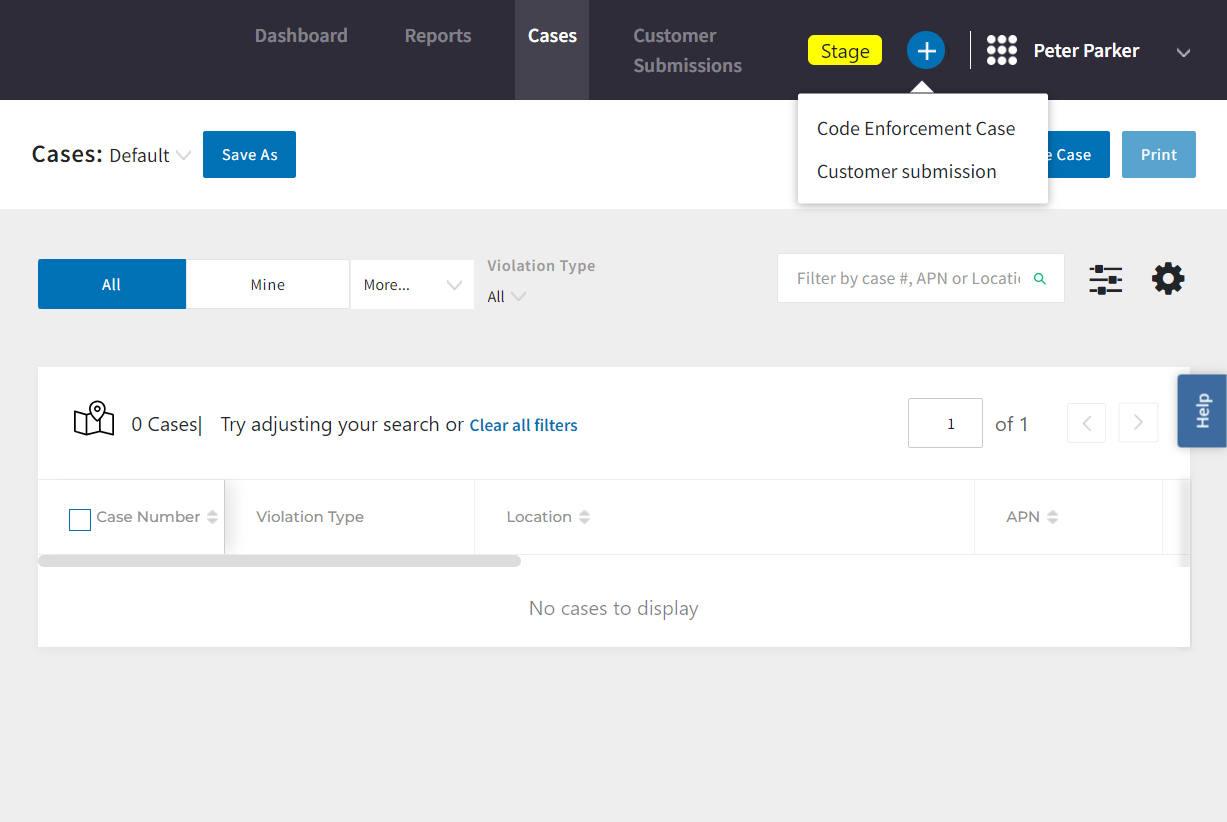 Dashboard
Reports
Cases
Customer
Submissions
Stage
Peter Parker
Code Enforcement Case
Customer submission
Cases: Default
Save As
Case
Print
All
Mine
More...
Violation Type
All
Filter by case #, APN or Locati
0 Cases| Try adjusting your search or Clear all filters
1 of 1
Help
Case Number
Violation Type
Location
APN
No cases to display